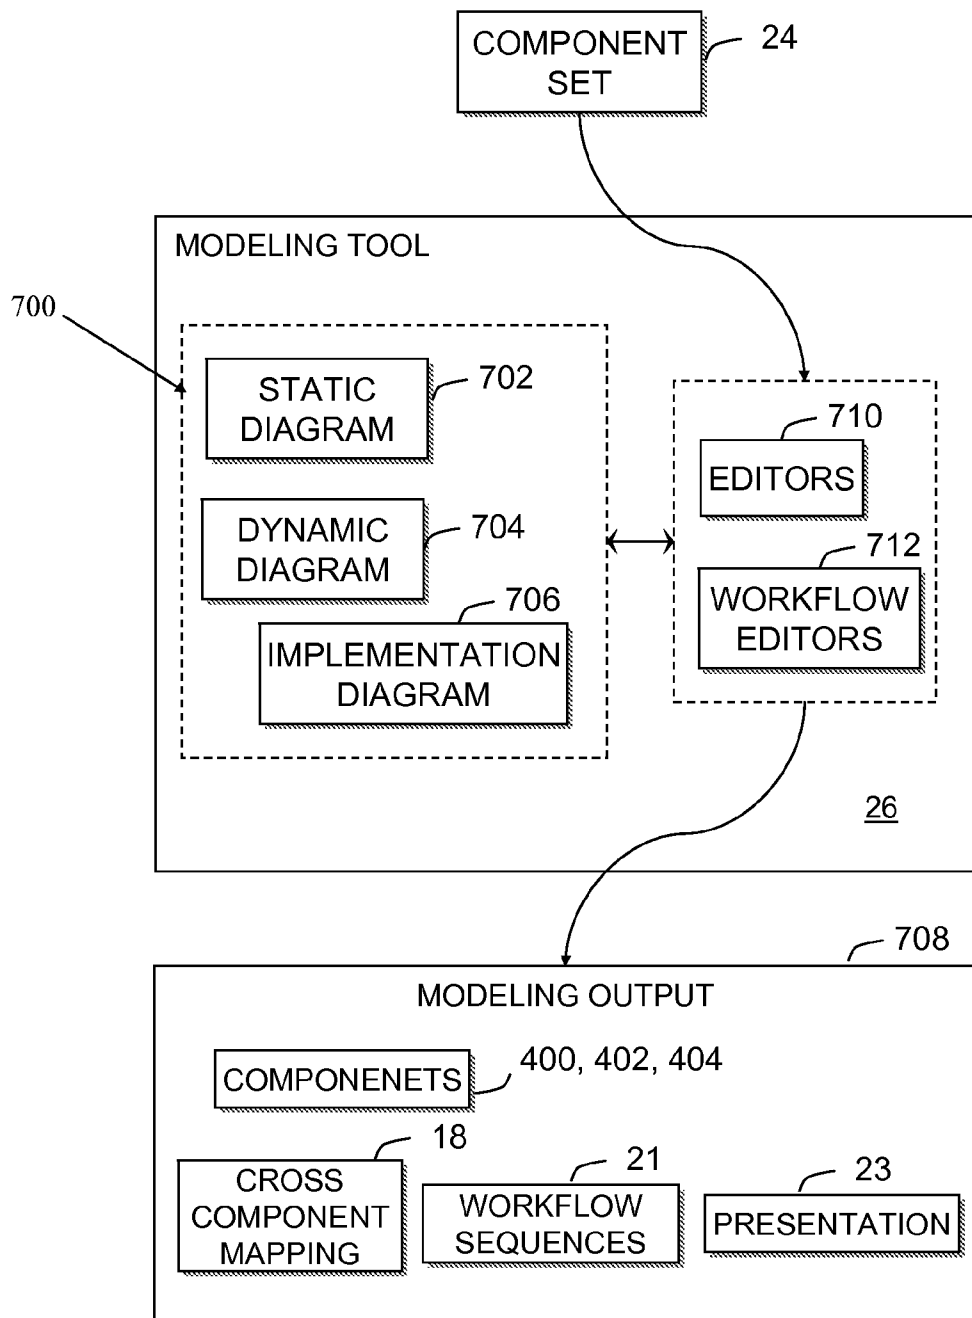 COMPONENT
SET
24
MODELING TOOL
700
STATIC
DIAGRAM
702
DYNAMIC
DIAGRAM
704
706
IMPLEMENTATION
DIAGRAM
710
EDITORS
712
WORKFLOW
EDITORS
26
708
MODELING OUTPUT
COMPONENETS
400, 402, 404
18
CROSS
COMPONENT
MAPPING
21
WORKFLOW
SEQUENCES
23
PRESENTATION